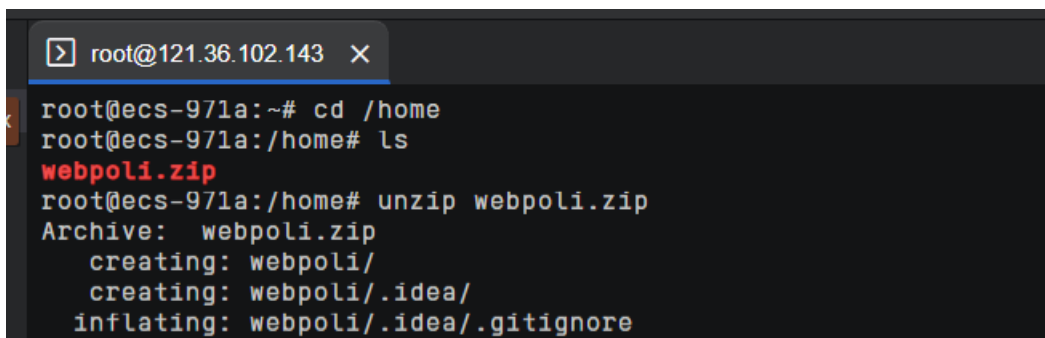 root@121.36.102.143
root@ecs-971a:~# cd /home
root@ecs-971a:/home# ls
webpoli.zip
root@ecs-971a:/home# unzip webpoli.zip
Archive:  webpoli.zip
   creating: webpoli/
   creating: webpoli/.idea/
  inflating: webpoli/.idea/.gitignore